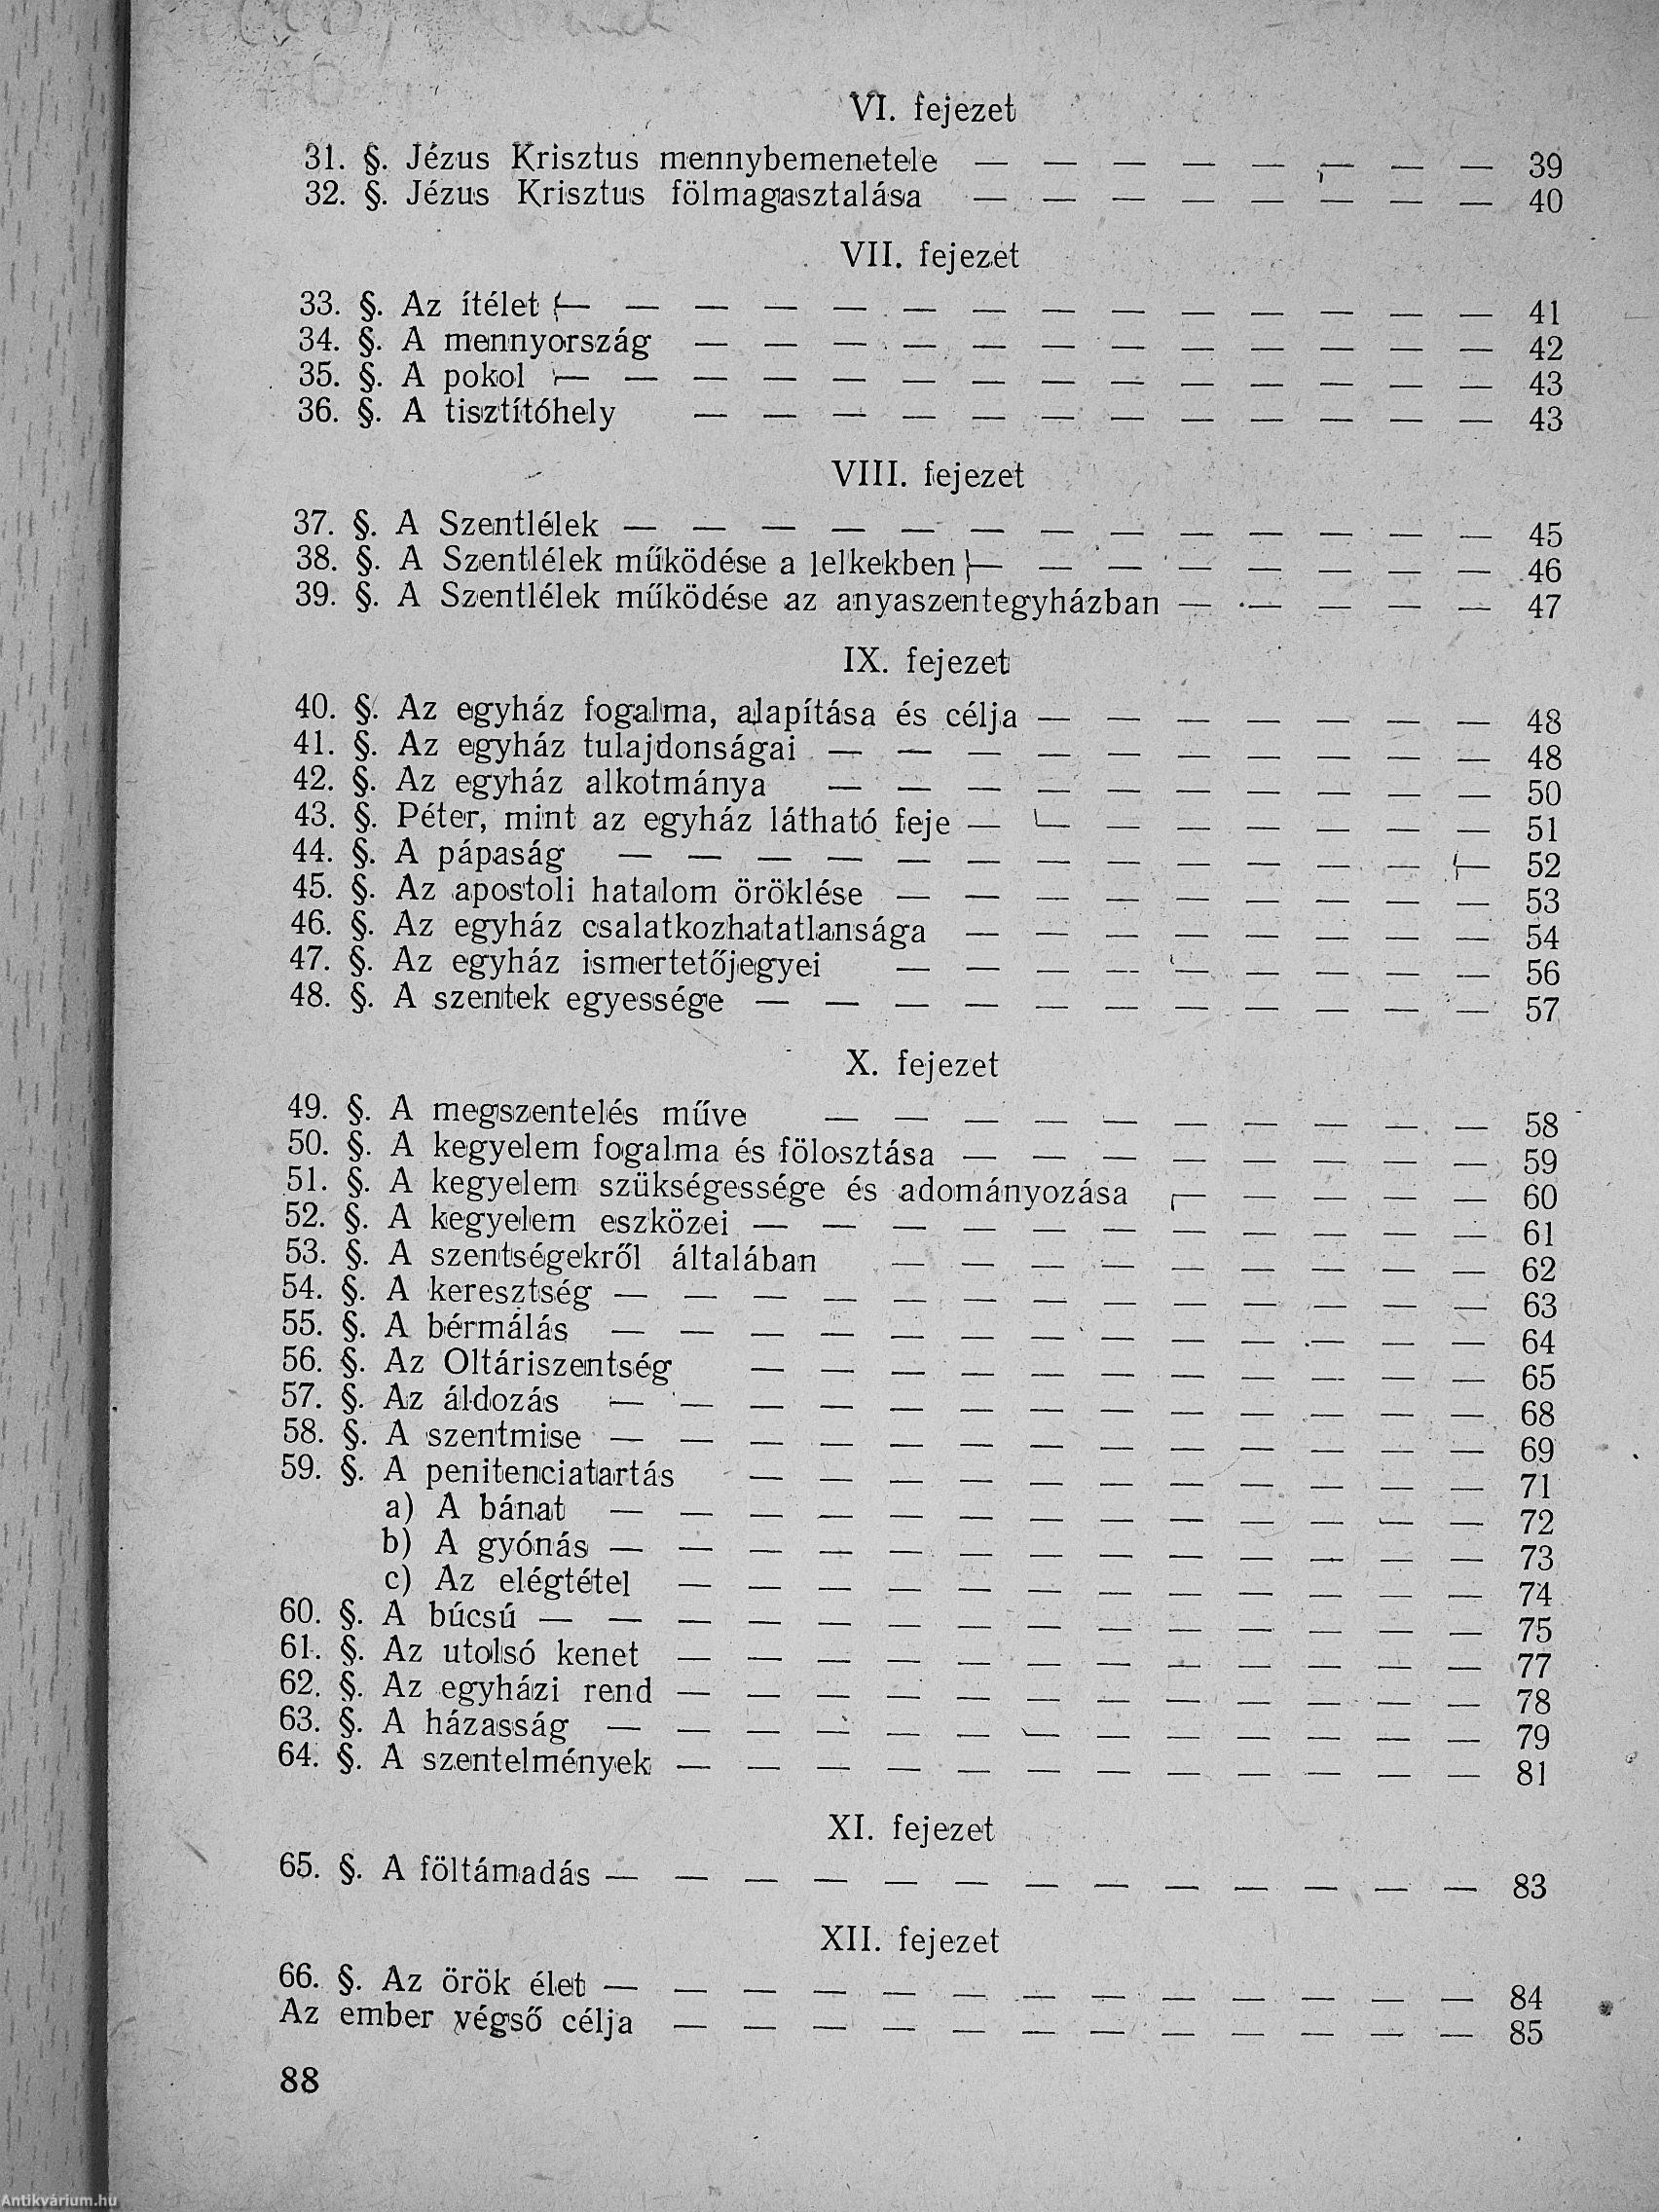 VI. fejezet
31. §. Jézus Krisztus mennybemenetele — — — — — — — — 39
32. §. Jézus Krisztus fölmagasztalása — — — — — — — — 40
VII. fejezet
33. §. Az ítélet — — — — — — — — — — — — — — 41
34. §. A mennyország — — — — — — — — — — — — 42
35. §. A pokol — — — — — — — — — — — — — — 43
36. §. A tisztítóhely — — — — — — — — — — — — 43
VIII. fejezet
37. §. A Szentlélek — — — — — — — — — — — — — 45
38. §. A Szentlélek működése a lelkekben — — — — — — — — 46
39. §. A Szentlélek működése az anyaszentegyházban — — — — — 47
IX. fejezet
40. §. Az egyház fogalma, alapítása és célja — — — — — — — 48
41. §. Az egyház tulajdonságai — — — — — — — — — — 48
42. §. Az egyház alkotmánya — — — — — — — — — — 50
43. §. Péter, mint az egyház látható feje — — — — — — — — 51
44. §. A pápaság — — — — — — — — — — — — — 52
45. §. Az apostoli hatalom öröklése — — — — — — — — — 53
46. §. Az egyház csalatkozhatatlansága — — — — — — — — 54
47. §. Az egyház ismertetőjegyei — — — — — — — — — 56
48. §. A szentek egyessége — — — — — — — — — — — 57
X. fejezet
49. §. A megszentelés műve — — — — — — — — — — 58
50. §. A kegyelem fogalma és fölosztása — — — — — — — — 59
51. §. A kegyelem szükségessége és adományozása — — — — — 60
52. §. A kegyelem eszközei — — — — — — — — — — — 61
53. §. A szentségekről általában — — — — — — — — — 62
54. §. A keresztség — — — — — — — — — — — — — 63
55. §. A bérmálás — — — — — — — — — — — — — 64
56. §. Az Oltáriszentség — — — — — — — — — — — 65
57. §. Az áldozás — — — — — — — — — — — — — 68
58. §. A szentmise — — — — — — — — — — — — — 69
59. §. A penitenciatartás — — — — — — — — — — — 71
a) A bánat — — — — — — — — — — — — — 72
b) A gyónás — — — — — — — — — — — — — 73
c) Az elégtétel — — — — — — — — — — — — 74
60. §. A búcsú — — — — — — — — — — — — — — 75
61. §. Az utolsó kenet — — — — — — — — — — — — 77
62. §. Az egyházi rend — — — — — — — — — — — — 78
63. §. A házasság — — — — — — — — — — — — — 79
64. §. A szentelmények — — — — — — — — — — — — 81
XI. fejezet
65. §. A föltámadás — — — — — — — — — — — — — 83
XII. fejezet
66. §. Az örök élet — — — — — — — — — — — — — 84
Az ember végső célja — — — — — — — — — — — — 85
88
Antikvárium.hu